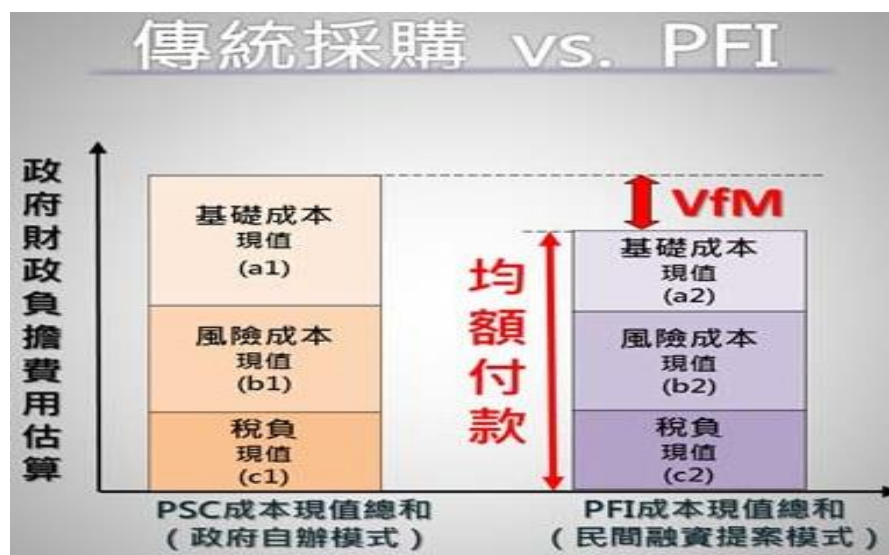 傳統採購 vs. PFI
政府財政負擔費用估算
基礎成本
現值
(a1)
風險成本
現值
(b1)
稅負
現值
(c1)
PSC成本現值總和
(政府自辦模式)
均額付款
VfM
基礎成本
現值
(a2)
風險成本
現值
(b2)
稅負
現值
(c2)
PFI成本現值總和
(民間融資提案模式)